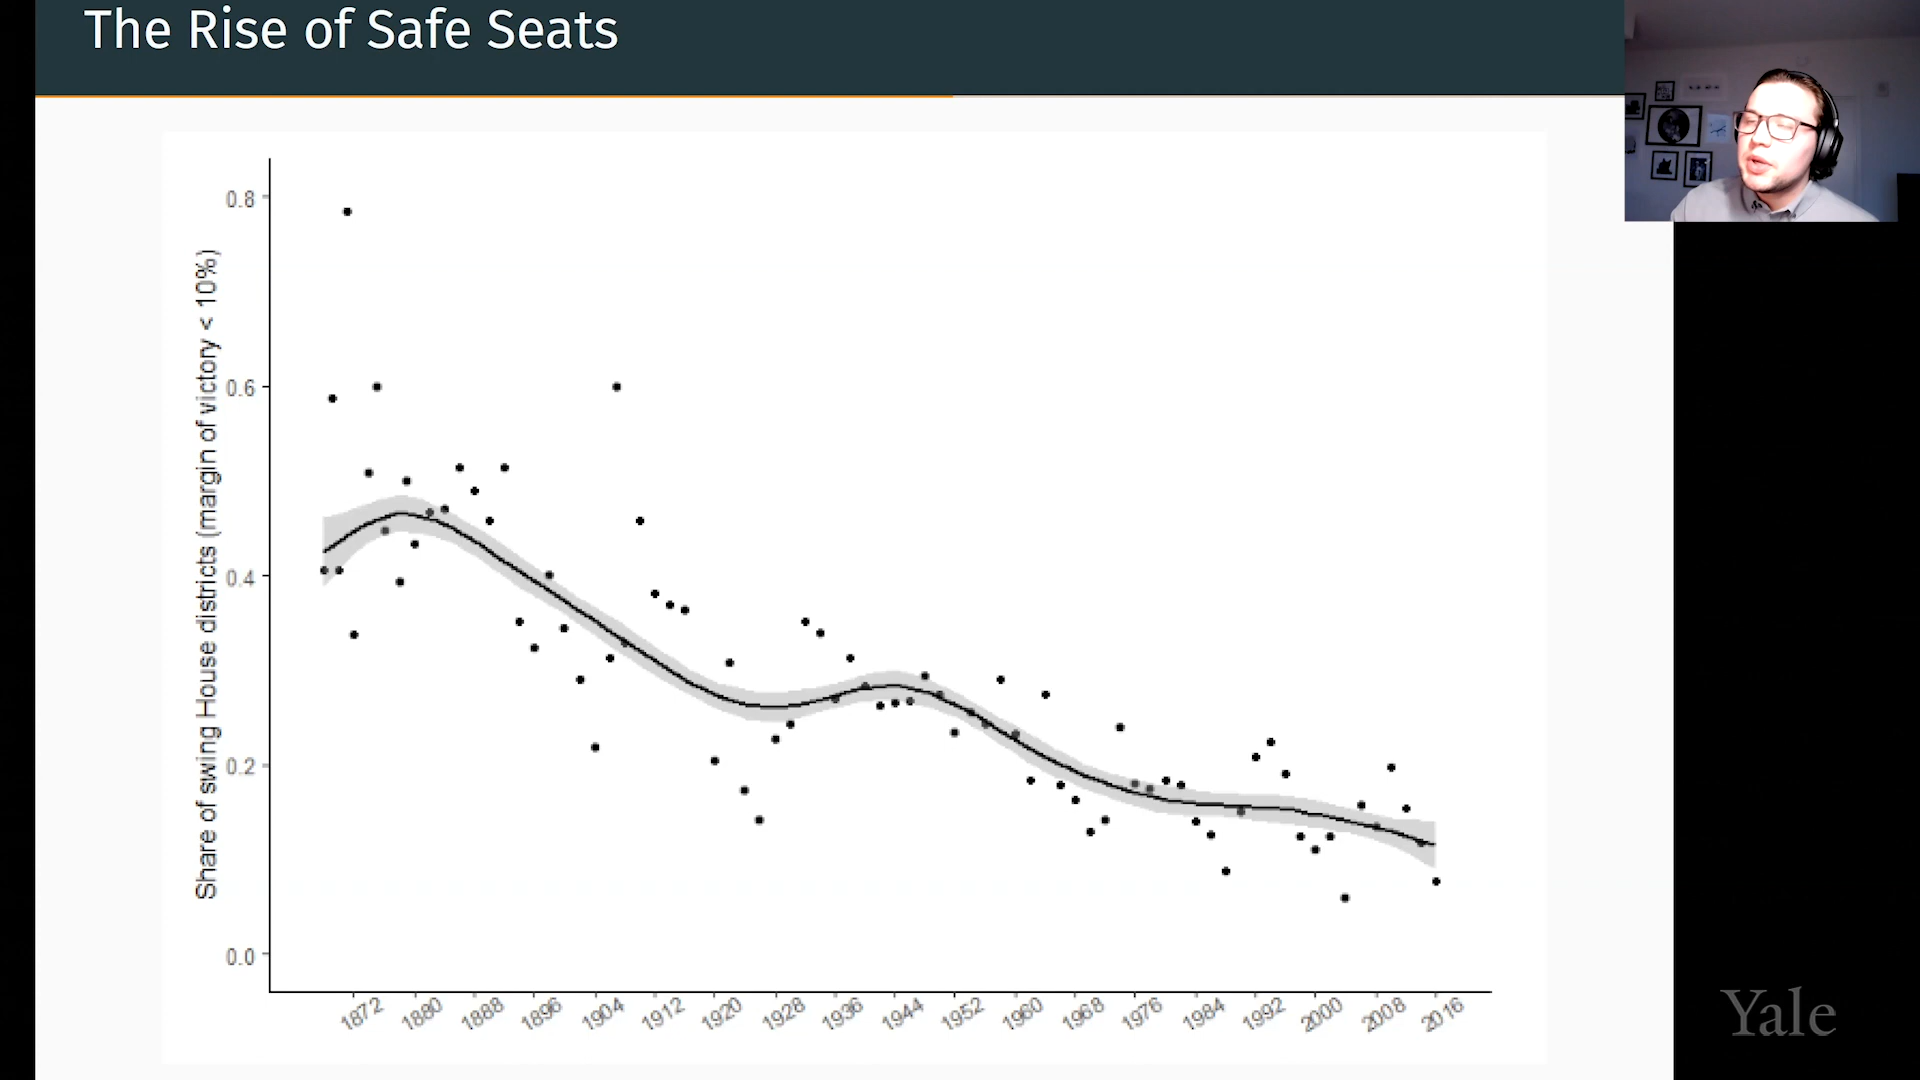 The Rise of Safe Seats
Share of swing House districts (margin of victory < 10%)
0.8
0.6
0.4
0.2
0.0
1872 1880 1888 1896 1904 1912 1920 1928 1936 1944 1952 1960 1968 1976 1984 1992 2000 2008 2016
Yale